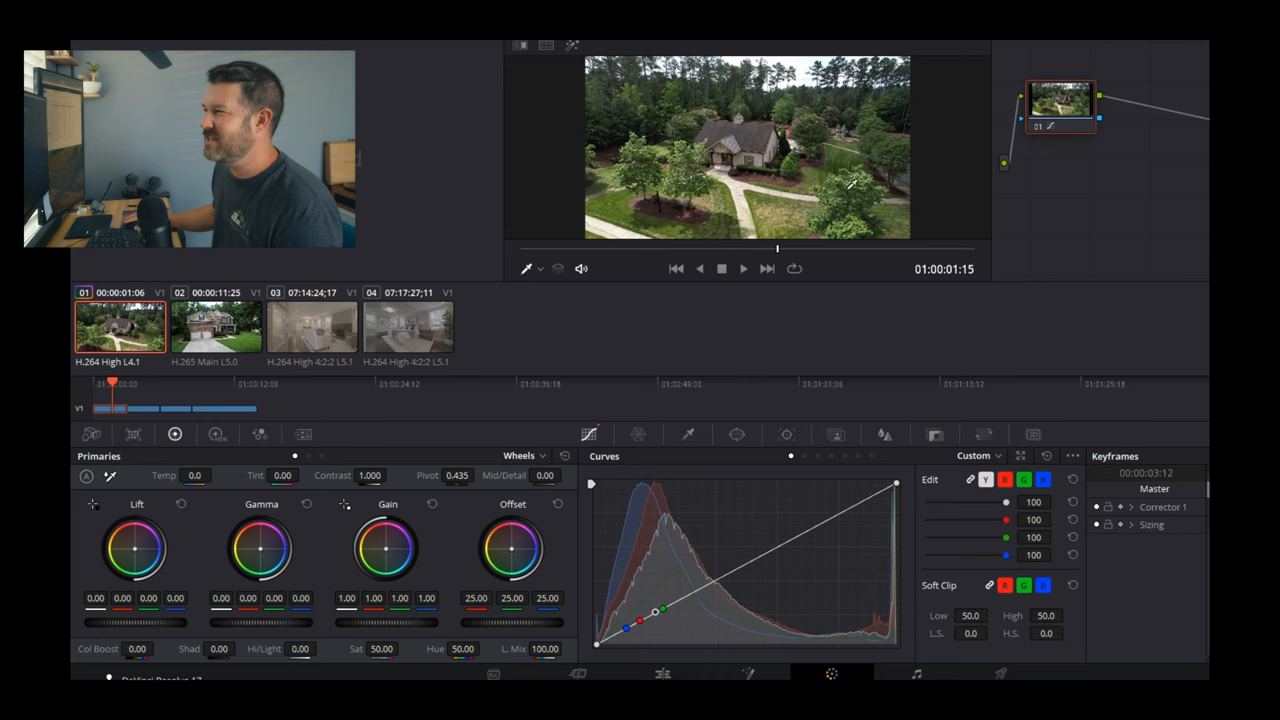 01:00:01:15
01 00:00:01:06 V1 02 00:00:11:25 V1 03 07:14:24;17 V1 04 07:17:27;11 V1
01
H.264 High L4.1 H.265 Main L5.0 H.264 High 4:2:2 L5.1 H.264 High 4:2:2 L5.1
01:00:12:06 01:00:24:12 01:00:36:18 01:00:49:00 01:01:01:06 01:01:13:12 01:01:25:18
V1
Primaries Wheels Curves Custom Keyframes
A Temp 0.0 Tint 0.00 Contrast 1.000 Pivot 0.435 Mid/Detail 0.00
Edit Y R G B
00:00:03:12
Master
Lift Gamma Gain Offset
100 Corrector 1
100 Sizing
100
100
Soft Clip R G B
0.00 0.00 0.00 0.00 0.00 0.00 0.00 0.00 1.00 1.00 1.00 1.00 25.00 25.00 25.00
Low 50.0 High 50.0
L.S. 0.0 H.S. 0.0
Col Boost 0.00 Shad 0.00 Hi/Light 0.00 Sat 50.00 Hue 50.00 L. Mix 100.00
DaVinci Resolve 17